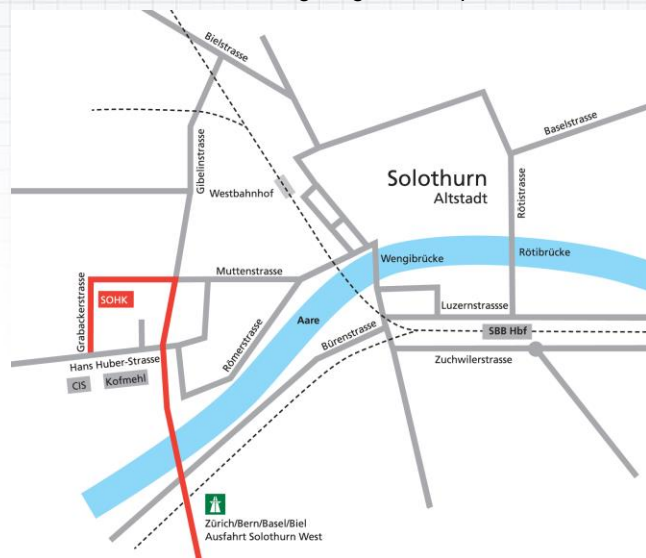 Bielstrasse
Baselstrasse
Gibelinstrasse
Westbahnhof
Solothurn
Altstadt
Rötistrasse
Wengibrücke
Rötibrücke
Muttenstrasse
Grabackerstrasse
SOHK
Aare
Luzernstrassse
SBB Hbf
Römerstrasse
Bürenstrasse
Zuchwilerstrasse
Hans Huber-Strasse
CIS
Kofmehl
Zürich/Bern/Basel/Biel
Ausfahrt Solothurn West